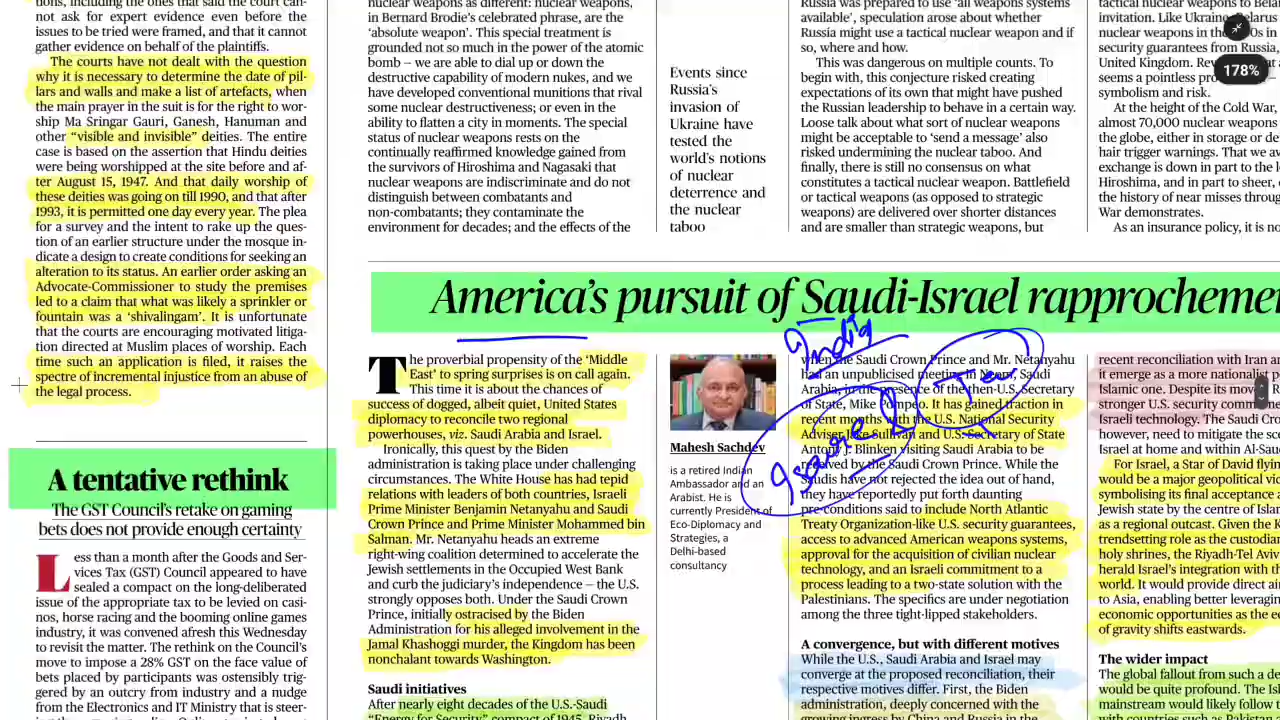 tions, including the ones that said the court can-
not ask for expert evidence even before the
issues to be tried were framed, and that it cannot
gather evidence on behalf of the plaintiffs.
The courts have not dealt with the question
why it is necessary to determine the date of pil-
lars and walls and make a list of artefacts, when
the main prayer in the suit is for the right to wor-
ship Ma Sringar Gauri, Ganesh, Hanuman and
other “visible and invisible” deities. The entire
case is based on the assertion that Hindu deities
were being worshipped at the site before and af-
ter August 15, 1947. And that daily worship of
these deities was going on till 1990, and that after
1993, it is permitted one day every year. The plea
for a survey and the intent to rake up the ques-
tion of an earlier structure under the mosque in-
dicate a design to create conditions for seeking an
alteration to its status. An earlier order asking an
Advocate-Commissioner to study the premises
led to a claim that what was likely a sprinkler or
fountain was a ‘shivalingam’. It is unfortunate
that the courts are encouraging motivated litiga-
tion directed at Muslim places of worship. Each
time such an application is filed, it raises the
spectre of incremental injustice from an abuse of
the legal process.
A tentative rethink
The GST Council’s retake on gaming
bets does not provide enough certainty
Less than a month after the Goods and Ser-
vices Tax (GST) Council appeared to have
sealed a compact on the long-deliberated
issue of the appropriate tax to be levied on casi-
nos, horse racing and the booming online games
industry, it was convened afresh this Wednesday
to revisit the matter. The rethink on the Council’s
move to impose a 28% GST on the face value of
bets placed by participants was ostensibly trig-
gered by an outcry from industry and a nudge
from the Electronics and IT Ministry that is steer-
nuclear weapons as different: nuclear weapons,
in Bernard Brodie’s celebrated phrase, are the
‘absolute weapon’. This special treatment is
grounded not so much in the power of the atomic
bomb – we are able to dial up or down the
destructive capability of modern nukes, and we
have developed conventional munitions that rival
some nuclear destructiveness; or even in the
ability to flatten a city in moments. The special
status of nuclear weapons rests on the
continually reaffirmed knowledge gained from
the survivors of Hiroshima and Nagasaki that
nuclear weapons are indiscriminate and do not
distinguish between combatants and
non-combatants; they contaminate the
environment for decades; and the effects of the
Events since
Russia’s
invasion of
Ukraine have
tested the
world’s notions
of nuclear
deterrence and
the nuclear
taboo
Russia was prepared to use ‘all weapons systems
available’, speculation arose about whether
Russia might use a tactical nuclear weapon and if
so, where and how.
This was dangerous on multiple counts. To
begin with, this conjecture risked creating
expectations of its own that might have pushed
the Russian leadership to behave in a certain way.
Loose talk about what sort of nuclear weapons
might be acceptable to ‘send a message’ also
risked undermining the nuclear taboo. And
finally, there is still no consensus on what
constitutes a tactical nuclear weapon. Battlefield
or tactical weapons (as opposed to strategic
weapons) are delivered over shorter distances
and are smaller than strategic weapons, but
tactical nuclear weapons to B
invitation. Like Ukraine, Belarus
nuclear weapons in the
security guarantees from Russia,
United Kingdom.
seems a pointless
symbolism and risk.
At the height of the Cold War,
almost 70,000 nuclear weapons
the globe, either in storage or de
hair trigger warnings. That we av
exchange is down in part to the le
Hiroshima, and in part to sheer,
the history of near misses throug
War demonstrates.
As an insurance policy, it is no
178%
America’s pursuit of Saudi-Israel rapprocheme
The proverbial propensity of the ‘Middle
East’ to spring surprises is on call again.
This time it is about the chances of
success of dogged, albeit quiet, United States
diplomacy to reconcile two regional
powerhouses, viz. Saudi Arabia and Israel.
Ironically, this quest by the Biden
administration is taking place under challenging
circumstances. The White House has had tepid
relations with leaders of both countries, Israeli
Prime Minister Benjamin Netanyahu and Saudi
Crown Prince and Prime Minister Mohammed bin
Salman. Mr. Netanyahu heads an extreme
right-wing coalition determined to accelerate the
Jewish settlements in the Occupied West Bank
and curb the judiciary’s independence – the U.S.
strongly opposes both. Under the Saudi Crown
Prince, initially ostracised by the Biden
Administration for his alleged involvement in the
Jamal Khashoggi murder, the Kingdom has been
nonchalant towards Washington.
Saudi initiatives
After nearly eight decades of the U.S.-Saudi
“Energy for Security” compact of 1945, Riyadh
Mahesh Sachdev
is a retired Indian
Ambassador and an
Arabist. He is
currently President of
Eco-Diplomacy and
Strategies, a
Delhi-based
consultancy
India
when the Saudi Crown Prince and Mr. Netanyahu
had an unpublicised meeting in Neom, Saudi
Arabia, in the presence of the then-U.S. Secretary
of State, Mike Pompeo. It has gained traction in
recent months with the U.S. National Security
Adviser Jake Sullivan and U.S. Secretary of State
Antony J. Blinken visiting Saudi Arabia to be
received by the Saudi Crown Prince. While the
Saudis have not rejected the idea out of hand,
they have reportedly put forth daunting
pre-conditions said to include North Atlantic
Treaty Organization-like U.S. security guarantees,
access to advanced American weapons systems,
approval for the acquisition of civilian nuclear
technology, and an Israeli commitment to a
process leading to a two-state solution with the
Palestinians. The specifics are under negotiation
among the three tight-lipped stakeholders.
A convergence, but with different motives
While the U.S., Saudi Arabia and Israel may
converge at the proposed reconciliation, their
respective motives differ. First, the Biden
administration, deeply concerned with the
growing ingress by China and Russia in the
recent reconciliation with Iran an
it emerge as a more nationalist p
Islamic one. Despite its mov
stronger U.S. security comm
Israeli technology. The Saudi Cro
however, need to mitigate the sc
Israel at home and within Al-Sau
For Israel, a Star of David flyin
would be a major geopolitical vic
symbolising its final acceptance a
Jewish state by the centre of Islan
as a regional outcast. Given the K
trendsetting role as the custodian
holy shrines, the Riyadh-Tel Aviv
herald Israel’s integration with th
world. It would provide direct air
to Asia, enabling better leveragin
economic opportunities as the ec
of gravity shifts eastwards.
The wider impact
The global fallout from such a de
would be quite profound. The Isl
mainstream would likely follow
with countries such as Pakistan